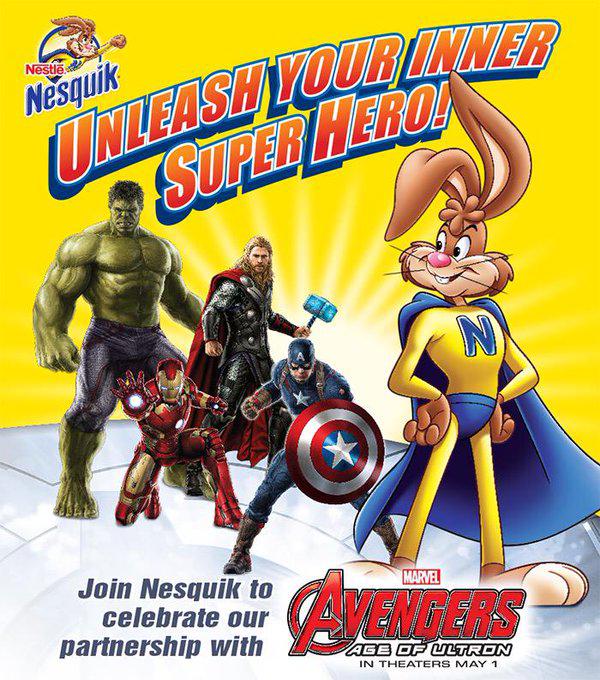 Nestlé
Nesquik
UNLEASH YOUR INNER
SUPER HERO!
A
N
Join Nesquik to
celebrate our
partnership with
MARVEL
AVENGERS
AGE OF ULTRON
IN THEATERS MAY 1